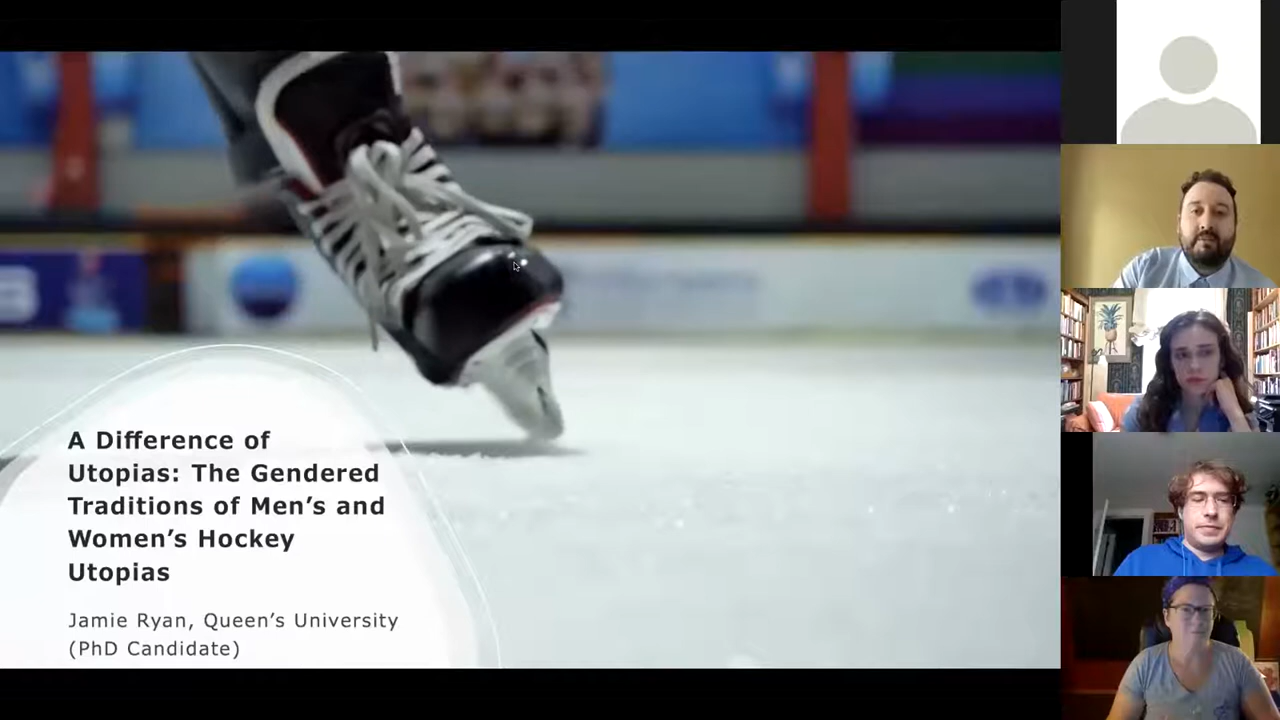 A Difference of
Utopias: The Gendered
Traditions of Men’s and
Women’s Hockey
Utopias
Jamie Ryan, Queen’s University
(PhD Candidate)